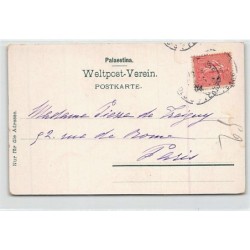 Palaestina.
Weltpost-Verein.
POSTKARTE.
Nur für die Adresse.
Madame Pierre de
92. rue de Rome
Paris